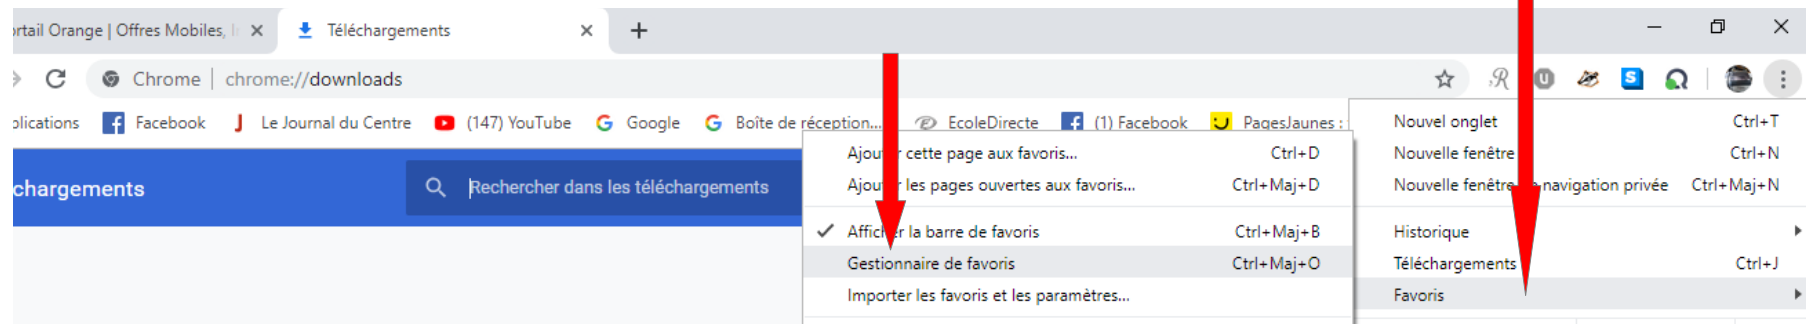 rtail Orange | Offres Mobiles, Téléchargements
Chrome | chrome://downloads
plications Facebook Le Journal du Centre (147) YouTube Google Boîte de réception... EcoleDirecte (1) Facebook PagesJaunes :
chargements
Rechercher dans les téléchargements
Ajouter cette page aux favoris... Ctrl+D
Ajouter les pages ouvertes aux favoris... Ctrl+Maj+D
Afficher la barre de favoris Ctrl+Maj+B
Gestionnaire de favoris Ctrl+Maj+O
Importer les favoris et les paramètres...
Nouvel onglet Ctrl+T
Nouvelle fenêtre Ctrl+N
Nouvelle fenêtre de navigation privée Ctrl+Maj+N
Historique
Téléchargements Ctrl+J
Favoris